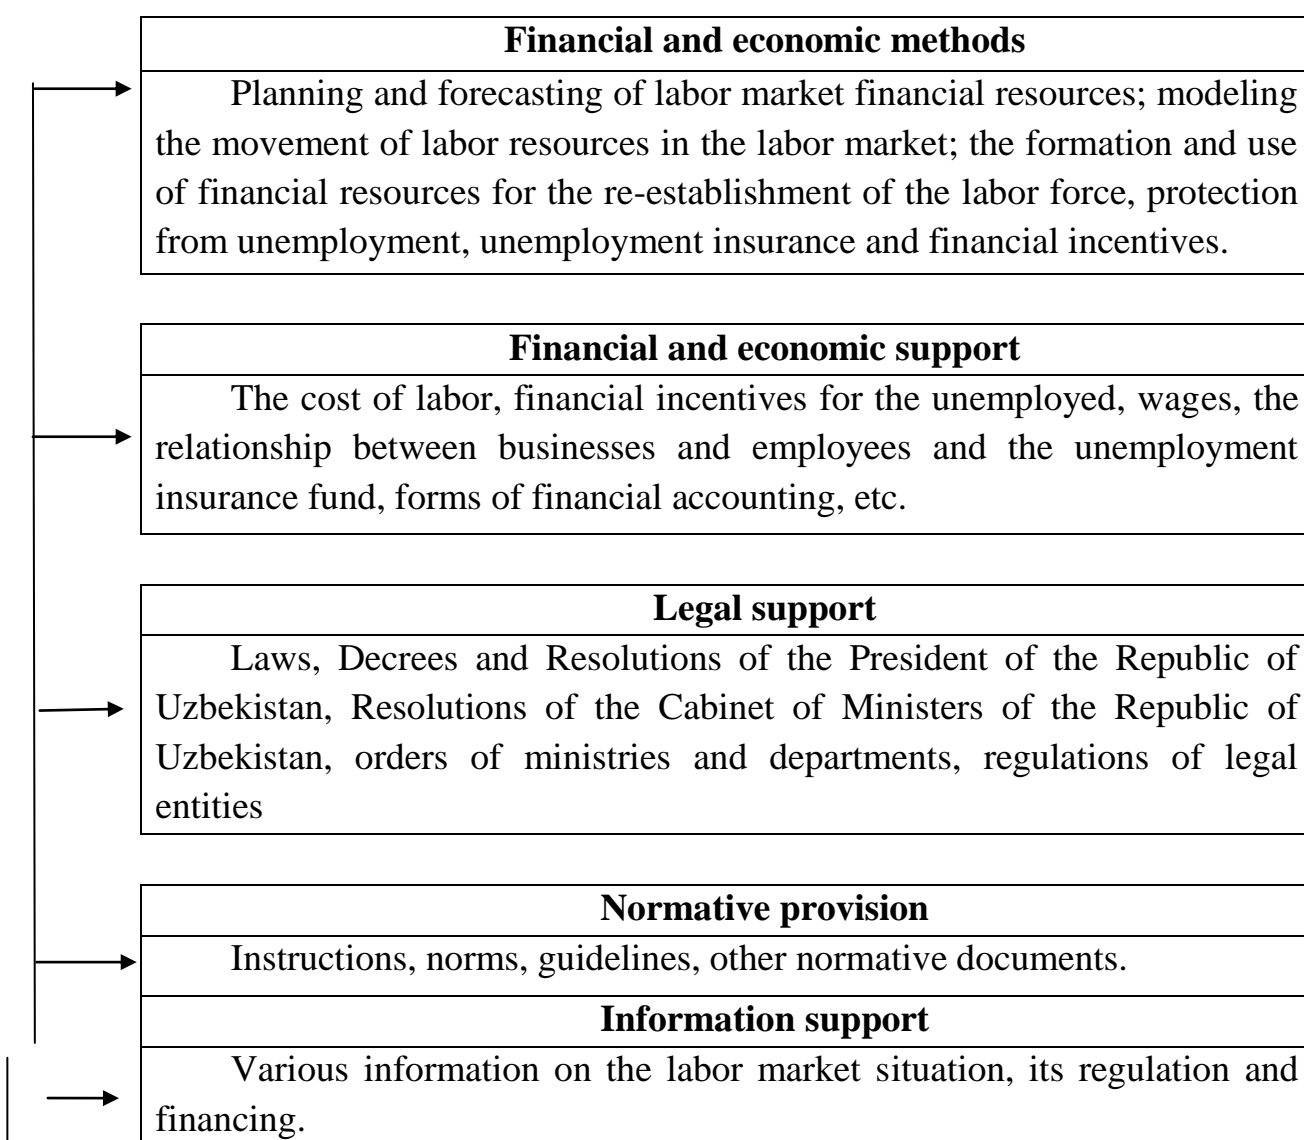 Financial and economic methods
Planning and forecasting of labor market financial resources; modeling
the movement of labor resources in the labor market; the formation and use
of financial resources for the re-establishment of the labor force, protection
from unemployment, unemployment insurance and financial incentives.
Financial and economic support
The cost of labor, financial incentives for the unemployed, wages, the
relationship between businesses and employees and the unemployment
insurance fund, forms of financial accounting, etc.
Legal support
Laws, Decrees and Resolutions of the President of the Republic of
Uzbekistan, Resolutions of the Cabinet of Ministers of the Republic of
Uzbekistan, orders of ministries and departments, regulations of legal
entities
Normative provision
Instructions, norms, guidelines, other normative documents.
Information support
Various information on the labor market situation, its regulation and
financing.